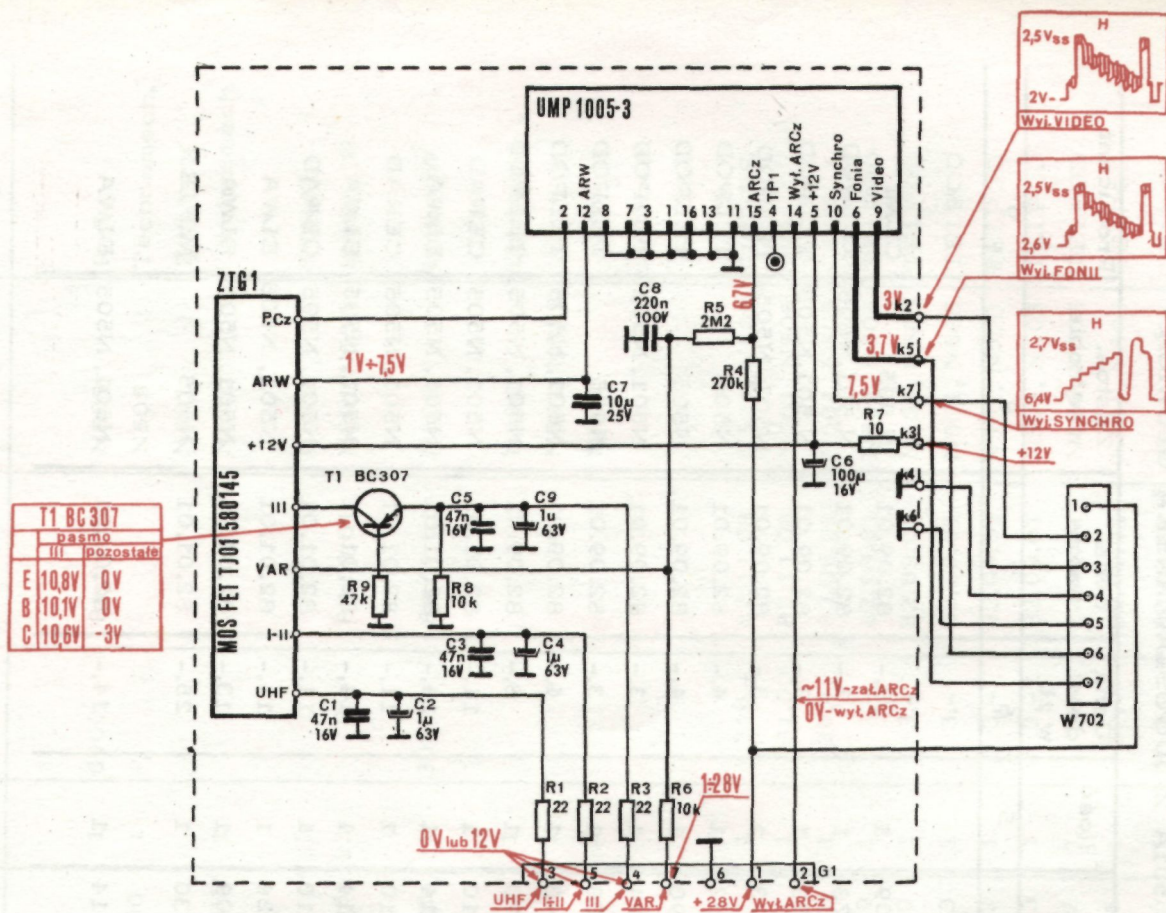 UMP 1005-3
2
12 ARW
8
7
3
1
16
13
11
15 ARCz
4 TP1
14 Wył.ARCz
5 +12V
10 Synchro
6 Fonia
9 Video
H
2,5Vss
2V-
Wyj.VIDEO
H
2,5Vss
2,6V
Wyj.FONII
H
2,7Vss
6,4V
Wyj.SYNCHRO
+12V
ZTG1
MOS FET TJ01 580145
P.Cz
ARW
+12V
III
VAR
I-II
UHF
1V÷7,5V
C8
220n
100V
R5
2M2
6,7V
R4
270k
C7
10µ
25V
3V k2
3,7V k5
7,5V k7
R7
10
k3
k4
k6
C6
100µ
16V
T1 BC307
C5
47n
16V
C9
1u
63V
R9
47k
R8
10k
C3
47n
16V
C4
1µ
63V
C1
47n
16V
C2
1µ
63V
T1 BC307
pasmo
III pozostałe
E 10,8V 0V
B 10,1V 0V
C 10,6V -3V
~11V-zał.ARCz
0V-wył.ARCz
1
2
3
4
5
6
7
W702
R1
22
R2
22
R3
22
R6
10k
1÷28V
0V lub 12V
3
5
4
6
1
2
G1
UHF
I÷II
III
VAR.
+28V
Wył.ARCz